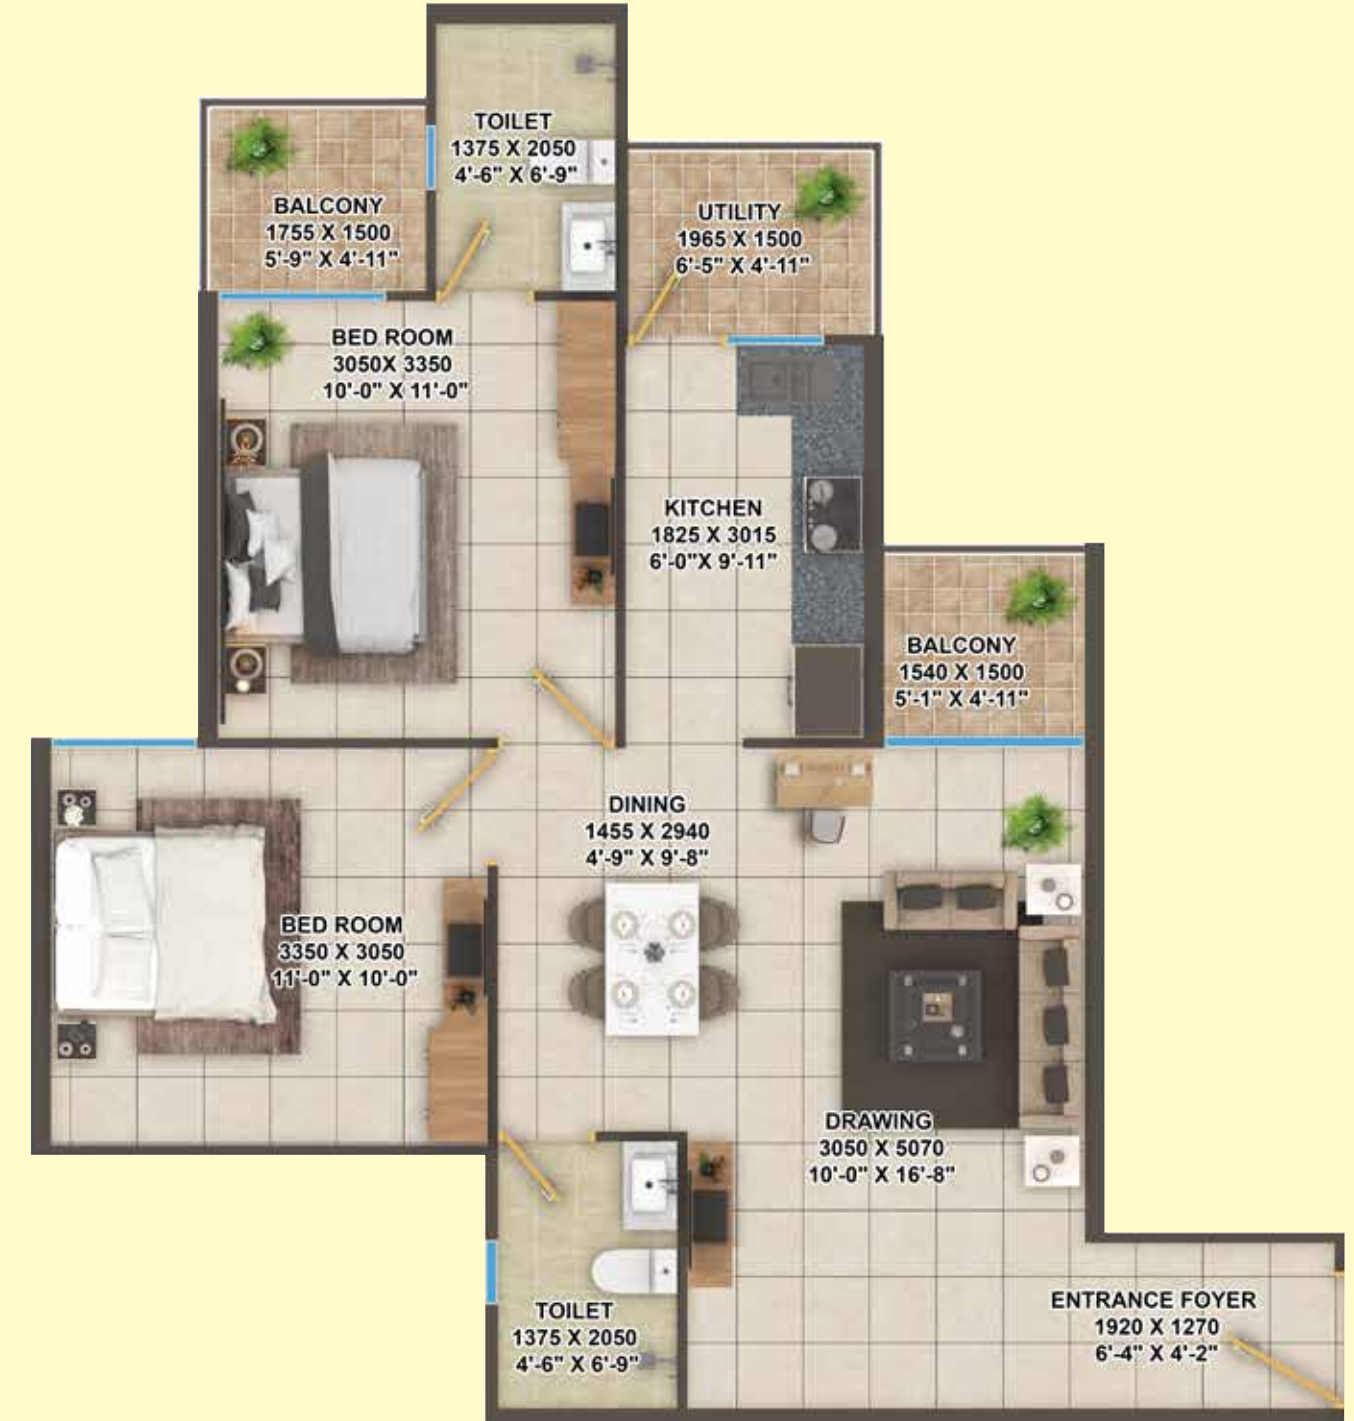 TOILET
1375 X 2050
4'-6" X 6'-9"
BALCONY
1755 X 1500
5'-9" X 4'-11"
UTILITY
1965 X 1500
6'-5" X 4'-11"
BED ROOM
3050X 3350
10'-0" X 11'-0"
KITCHEN
1825 X 3015
6'-0"X 9'-11"
BALCONY
1540 X 1500
5'-1" X 4'-11"
DINING
1455 X 2940
4'-9" X 9'-8"
BED ROOM
3350 X 3050
11'-0" X 10'-0"
DRAWING
3050 X 5070
10'-0" X 16'-8"
TOILET
1375 X 2050
4'-6" X 6'-9"
ENTRANCE FOYER
1920 X 1270
6'-4" X 4'-2"